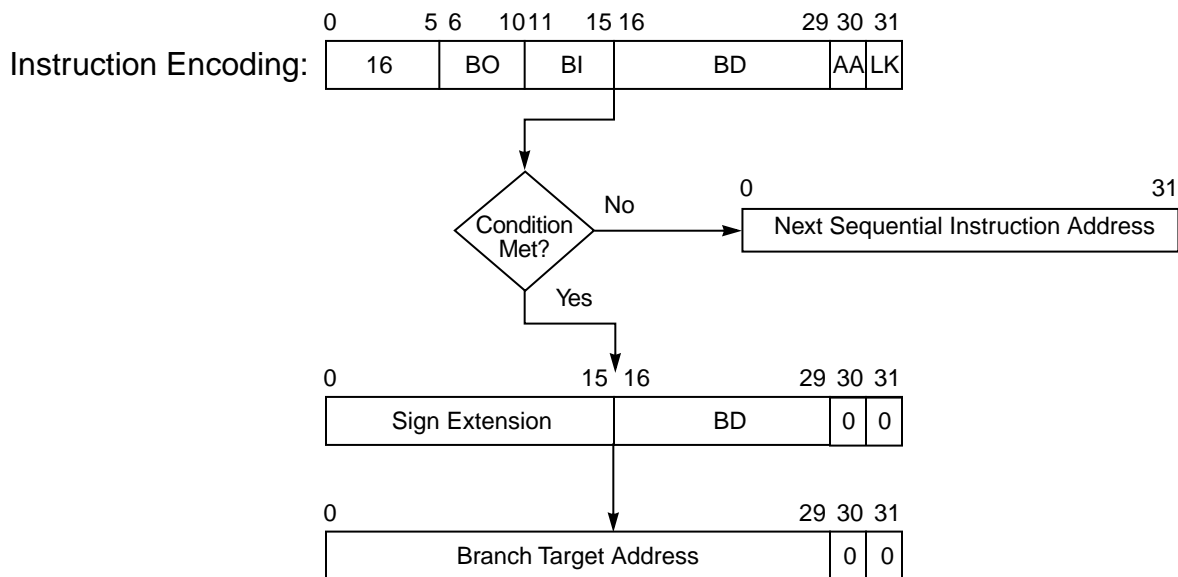 0 5 6 10 11 15 16 29 30 31
Instruction Encoding: 16 BO BI BD AA LK
0 31
Condition Met?
No
Next Sequential Instruction Address
Yes
0 15 16 29 30 31
Sign Extension BD 0 0
0 29 30 31
Branch Target Address 0 0